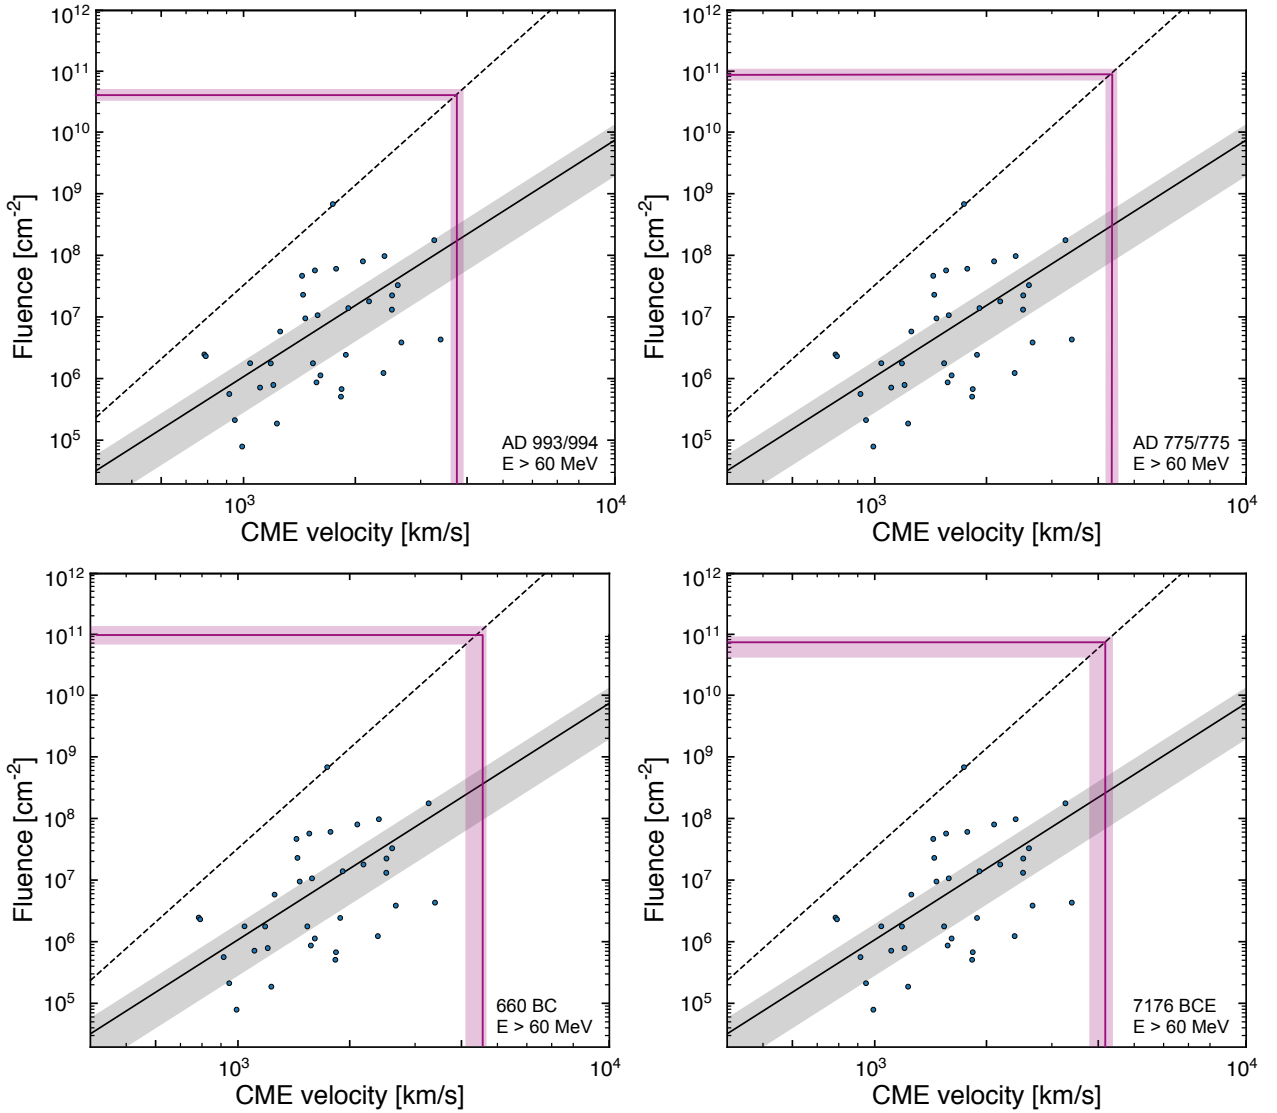 10^12
10^11
10^10
10^9
10^8
10^7
10^6
10^5
Fluence [cm^-2]
AD 993/994
E > 60 MeV
10^3
10^4
CME velocity [km/s]
10^12
10^11
10^10
10^9
10^8
10^7
10^6
10^5
Fluence [cm^-2]
AD 775/775
E > 60 MeV
10^3
10^4
CME velocity [km/s]
10^12
10^11
10^10
10^9
10^8
10^7
10^6
10^5
Fluence [cm^-2]
660 BC
E > 60 MeV
10^3
10^4
CME velocity [km/s]
10^12
10^11
10^10
10^9
10^8
10^7
10^6
10^5
Fluence [cm^-2]
7176 BCE
E > 60 MeV
10^3
10^4
CME velocity [km/s]